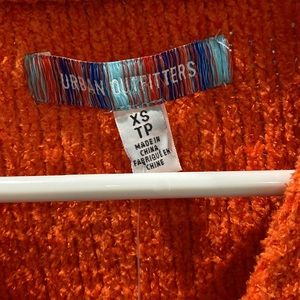 URBAN OUTFITTERS
XS
TP
MADE IN
CHINA
FABRIQUÉ EN
CHINE